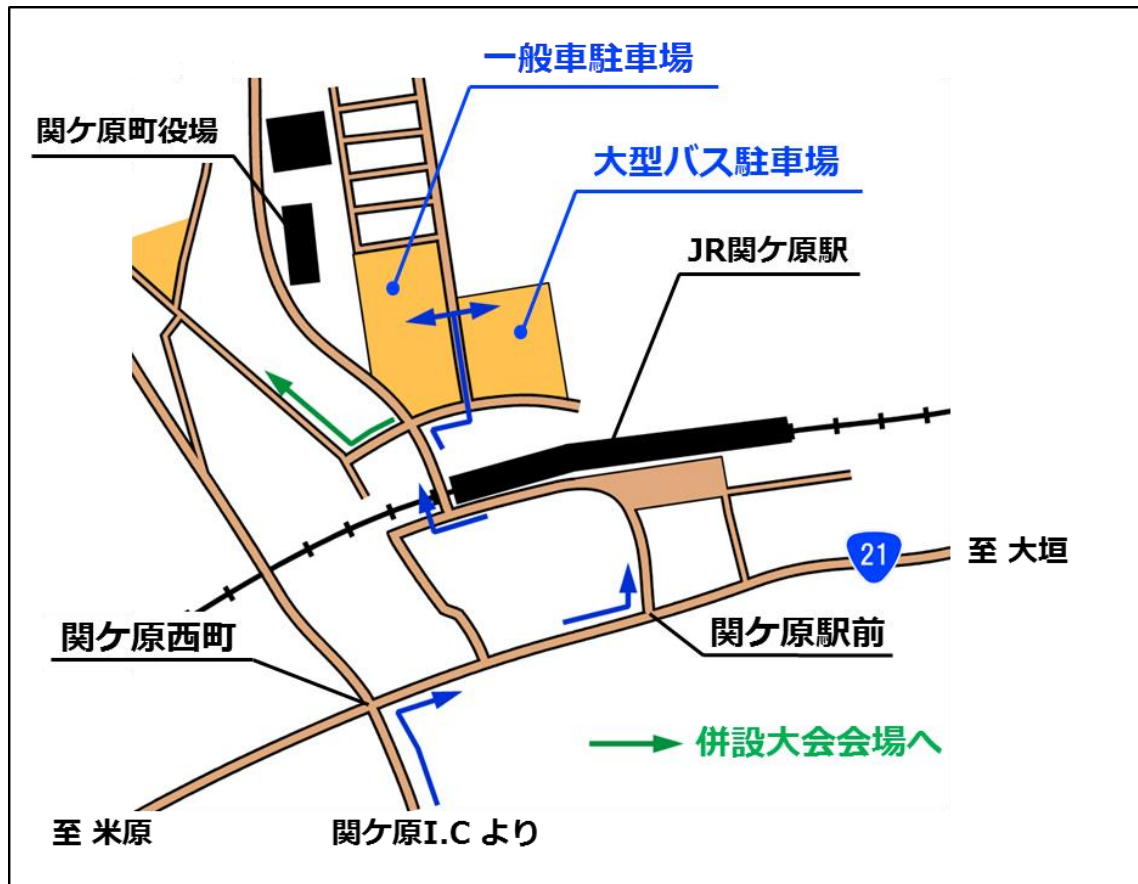 一般車駐車場
関ケ原町役場
大型バス駐車場
JR関ケ原駅
21
至 大垣
関ケ原西町
関ケ原駅前
併設大会会場へ
至 米原
関ケ原I.C より